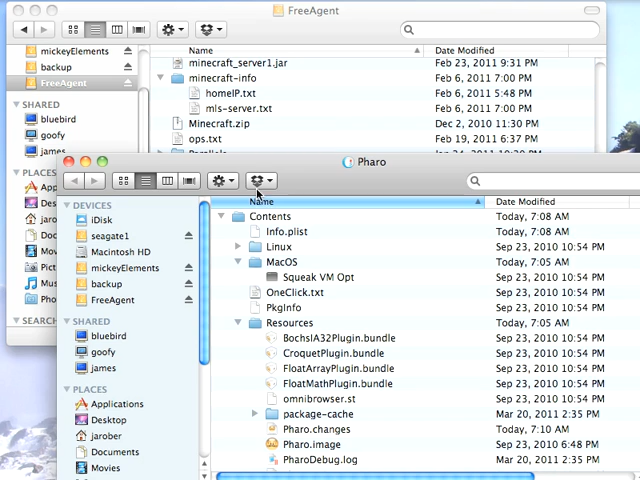 FreeAgent
Name Date Modified
mickeyElements
backup
FreeAgent
SHARED
bluebird
goofy
james
minecraft_server1.jar Feb 23, 2011 9:31 PM
minecraft-info Feb 6, 2011 7:00 PM
homeIP.txt Feb 6, 2011 5:48 PM
mls-server.txt Feb 6, 2011 7:00 PM
Minecraft.zip Dec 2, 2010 11:30 PM
ops.txt Feb 19, 2011 6:37 PM
PLACES
App
Des
jaro
Doc
Mov
Pict
Mus
Pho
SEARCH
Pharo
Name Date Modified
DEVICES
iDisk
seagate1
Macintosh HD
mickeyElements
backup
FreeAgent
SHARED
bluebird
goofy
james
PLACES
Applications
Desktop
jarober
Documents
Movies
Contents Today, 7:08 AM
Info.plist Today, 7:08 AM
Linux Sep 23, 2010 10:54 PM
MacOS Today, 7:05 AM
Squeak VM Opt Sep 23, 2010 10:54 PM
OneClick.txt Sep 23, 2010 10:54 PM
PkgInfo Sep 23, 2010 10:54 PM
Resources Today, 7:05 AM
BochsIA32Plugin.bundle Sep 23, 2010 10:54 PM
CroquetPlugin.bundle Sep 23, 2010 10:54 PM
FloatArrayPlugin.bundle Sep 23, 2010 10:54 PM
FloatMathPlugin.bundle Sep 23, 2010 10:54 PM
omnibrowser.st Sep 23, 2010 10:54 PM
package-cache Mar 20, 2011 2:35 PM
Pharo.changes Today, 7:10 AM
Pharo.image Sep 23, 2010 6:48 PM
PharoDebug.log Mar 20, 2011 2:35 PM